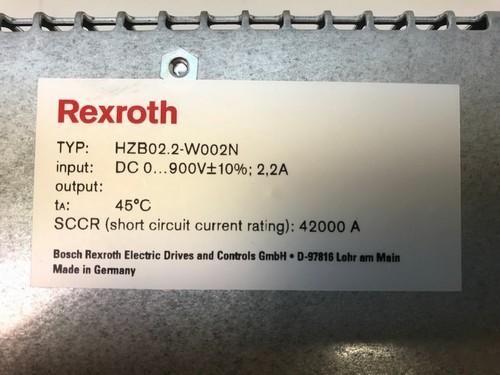 Rexroth
TYP: HZB02.2-W002N
input: DC 0...900V±10%; 2,2A
output:
tA: 45°C
SCCR (short circuit current rating): 42000 A
Bosch Rexroth Electric Drives and Controls GmbH • D-97816 Lohr am Main
Made in Germany